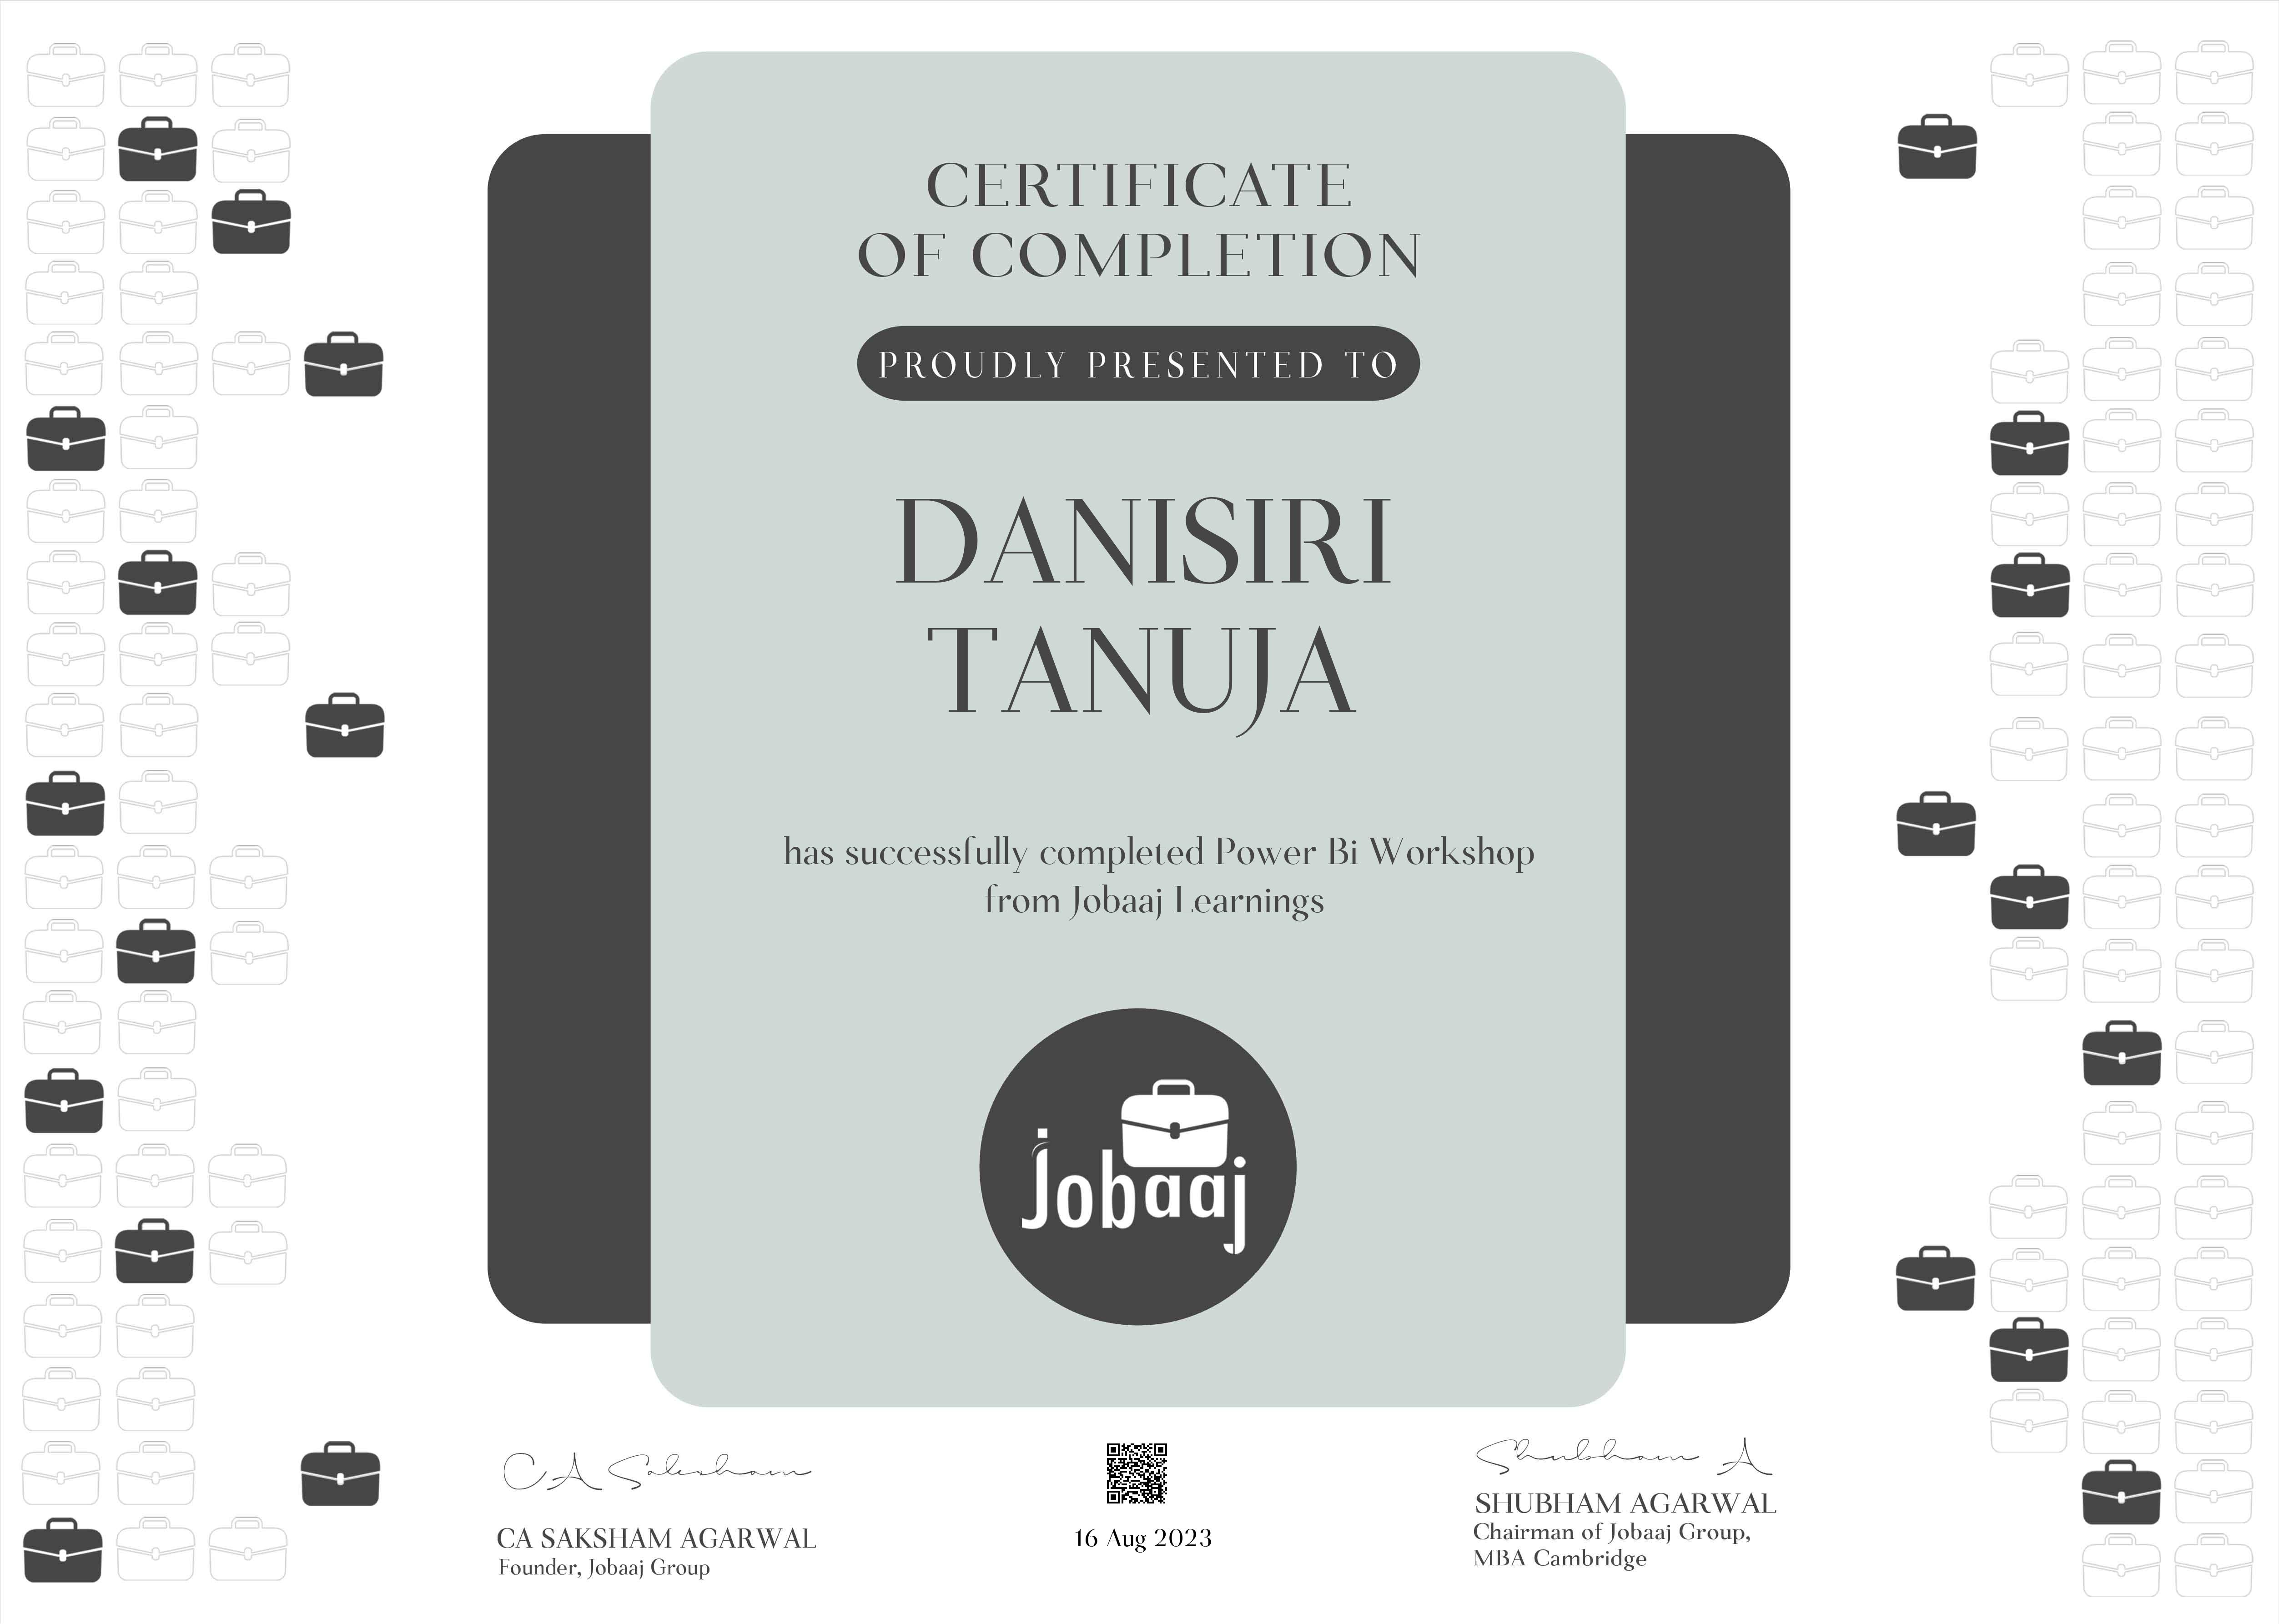 CERTIFICATE
OF COMPLETION
PROUDLY PRESENTED TO
DANISIRI
TANUJA
has successfully completed Power Bi Workshop
from Jobaaj Learnings
jobaaj
CA Saksham
CA SAKSHAM AGARWAL
Founder, Jobaaj Group
16 Aug 2023
Shubham A
SHUBHAM AGARWAL
Chairman of Jobaaj Group,
MBA Cambridge